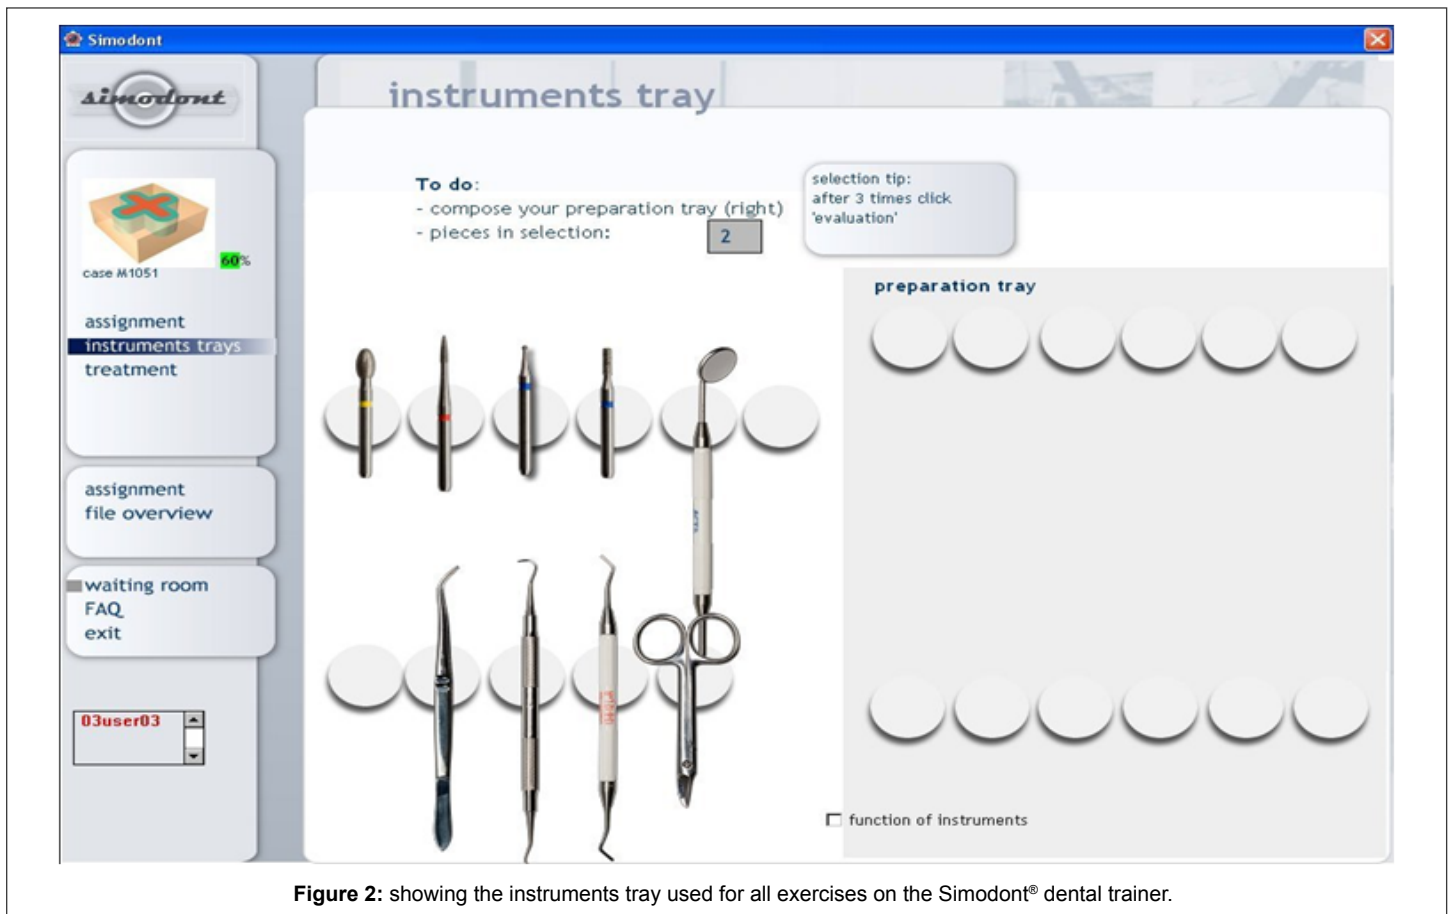 Simodont
simodont
instruments tray
To do:
- compose your preparation tray (right)
- pieces in selection:
2
selection tip:
after 3 times click
'evaluation'
60%
case M1051
assignment
instruments trays
treatment
assignment
file overview
waiting room
FAQ
exit
03user03
preparation tray
ACTA
function of instruments
Figure 2: showing the instruments tray used for all exercises on the Simodont® dental trainer.